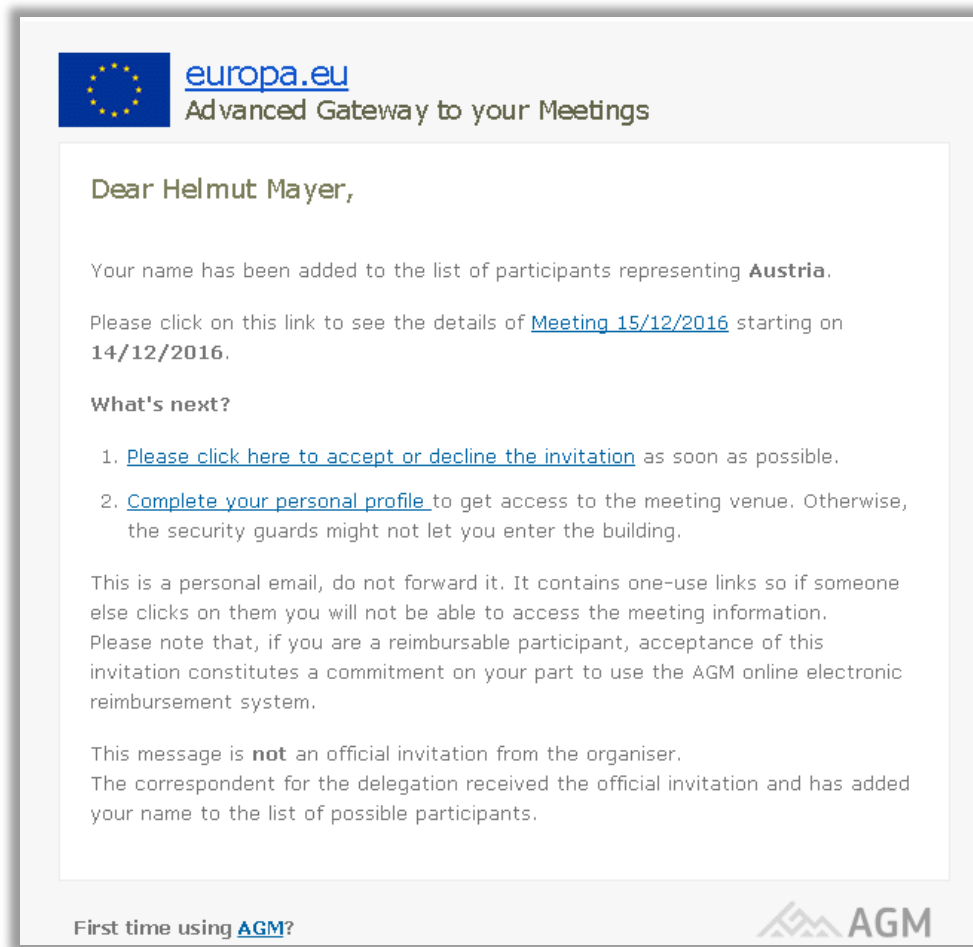 europa.eu
Advanced Gateway to your Meetings
Dear Helmut Mayer,
Your name has been added to the list of participants representing Austria.
Please click on this link to see the details of Meeting 15/12/2016 starting on
14/12/2016.
What's next?
1. Please click here to accept or decline the invitation as soon as possible.
2. Complete your personal profile to get access to the meeting venue. Otherwise,
the security guards might not let you enter the building.
This is a personal email, do not forward it. It contains one-use links so if someone
else clicks on them you will not be able to access the meeting information.
Please note that, if you are a reimbursable participant, acceptance of this
invitation constitutes a commitment on your part to use the AGM online electronic
reimbursement system.
This message is not an official invitation from the organiser.
The correspondent for the delegation received the official invitation and has added
your name to the list of possible participants.
First time using AGM?
AGM